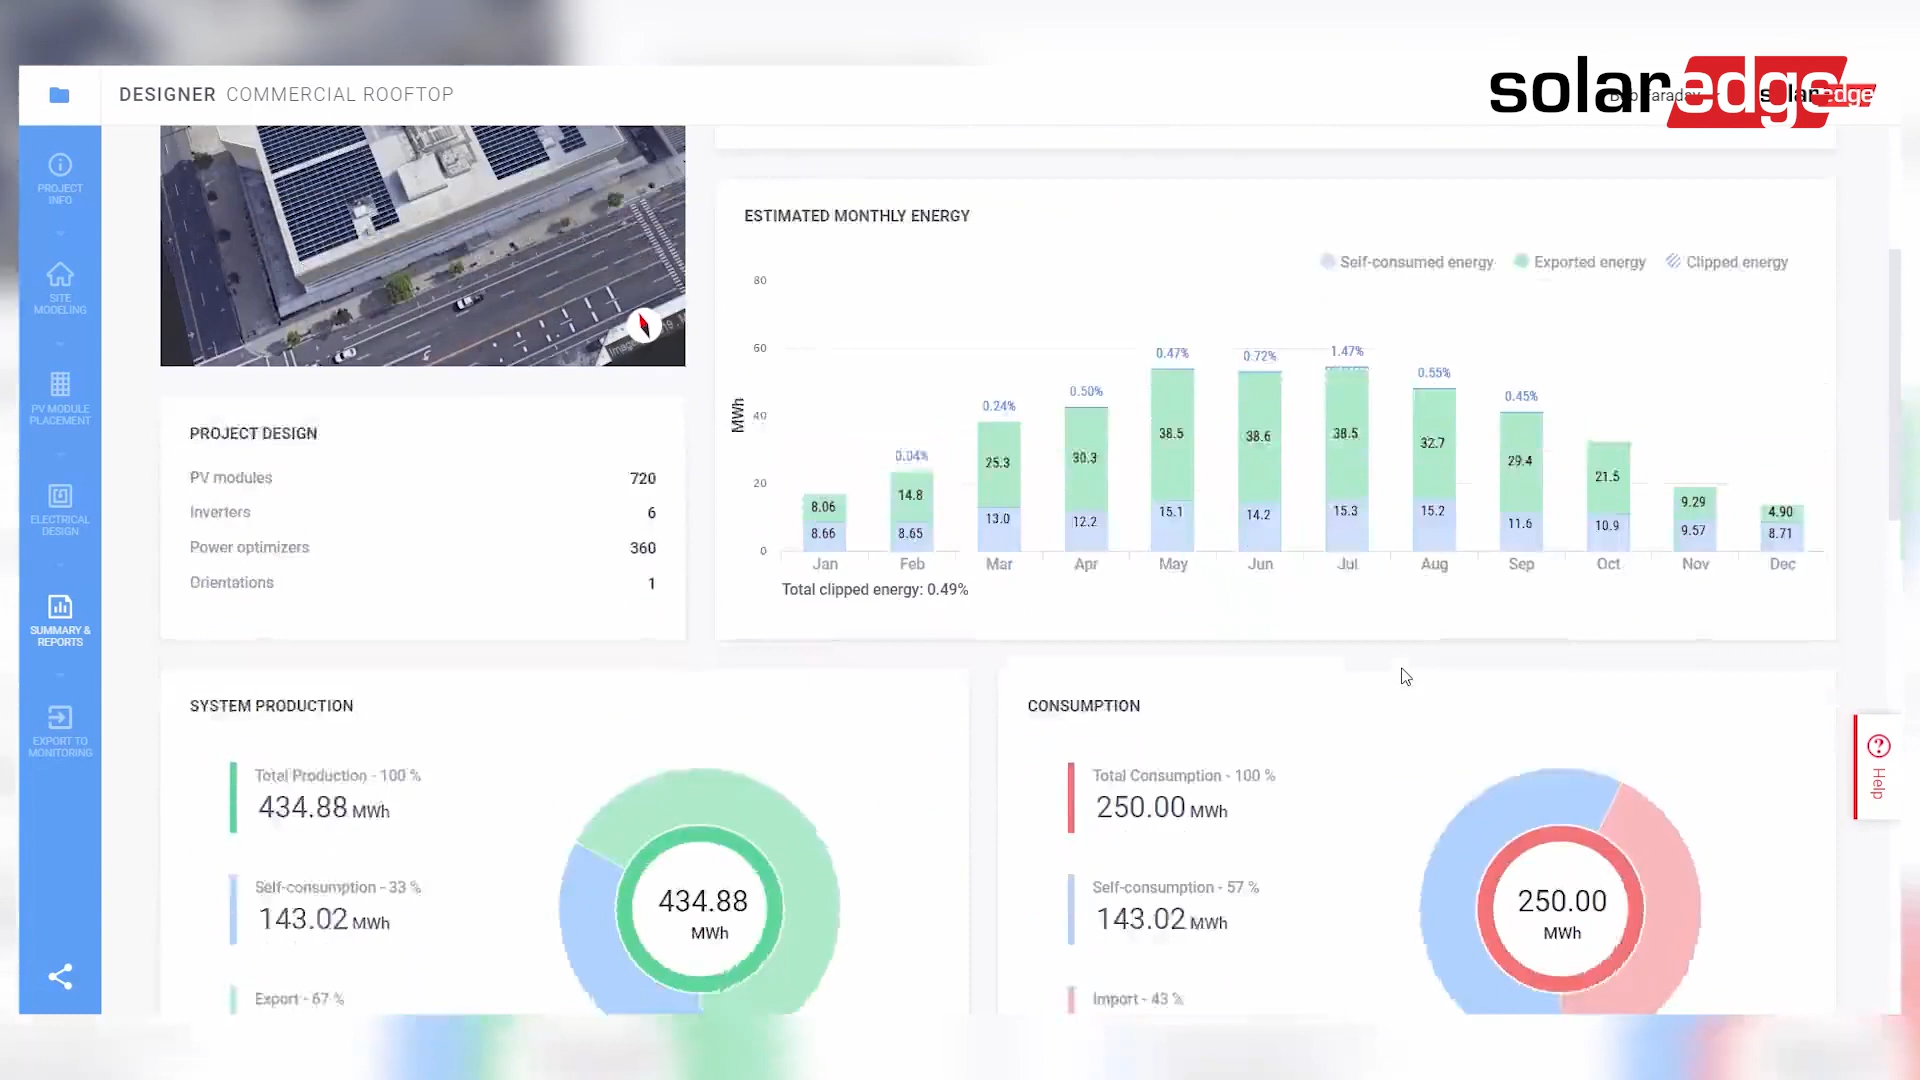 DESIGNER COMMERCIAL ROOFTOP
solaredge
PROJECT INFO
SITE MODELING
PV MODULE PLACEMENT
ELECTRICAL DESIGN
SUMMARY & REPORTS
EXPORT TO MONITORING
PROJECT DESIGN
PV modules 720
Inverters 6
Power optimizers 360
Orientations 1
ESTIMATED MONTHLY ENERGY
Self-consumed energy Exported energy Clipped energy
MWh
80
60
40
20
0
0.04% 0.24% 0.50% 0.47% 0.72% 1.47% 0.55% 0.45%
8.06 14.8 25.3 30.3 38.5 38.6 38.5 32.7 29.4 21.5 9.29 4.90
8.66 8.65 13.0 12.2 15.1 14.2 15.3 15.2 11.6 10.9 9.57 8.71
Jan Feb Mar Apr May Jun Jul Aug Sep Oct Nov Dec
Total clipped energy: 0.49%
SYSTEM PRODUCTION
Total Production - 100 %
434.88 MWh
Self-consumption - 33 %
143.02 MWh
Export - 67 %
434.88
MWh
CONSUMPTION
Total Consumption - 100 %
250.00 MWh
Self-consumption - 57 %
143.02 MWh
Import - 43 %
250.00
MWh
Help